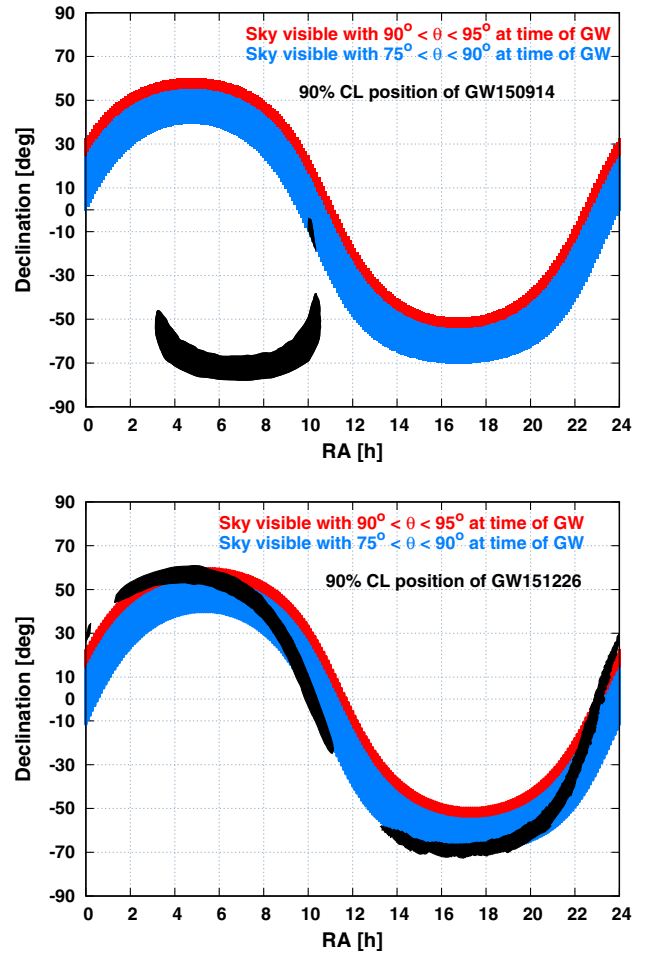 90
Sky visible with 90° < θ < 95° at time of GW
Sky visible with 75° < θ < 90° at time of GW
70
90% CL position of GW150914
50
30
10
0
-10
-30
-50
-70
-90
Declination [deg]
0 2 4 6 8 10 12 14 16 18 20 22 24
RA [h]
90
Sky visible with 90° < θ < 95° at time of GW
Sky visible with 75° < θ < 90° at time of GW
70
90% CL position of GW151226
50
30
10
0
-10
-30
-50
-70
-90
Declination [deg]
0 2 4 6 8 10 12 14 16 18 20 22 24
RA [h]